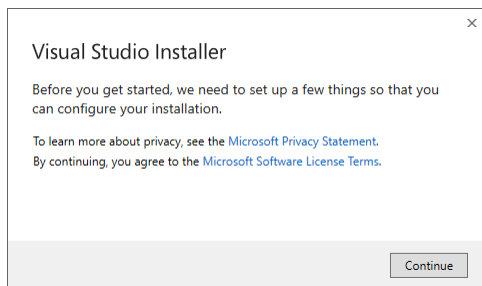 Visual Studio Installer
Before you get started, we need to set up a few things so that you
can configure your installation.
To learn more about privacy, see the Microsoft Privacy Statement.
By continuing, you agree to the Microsoft Software License Terms.
Continue